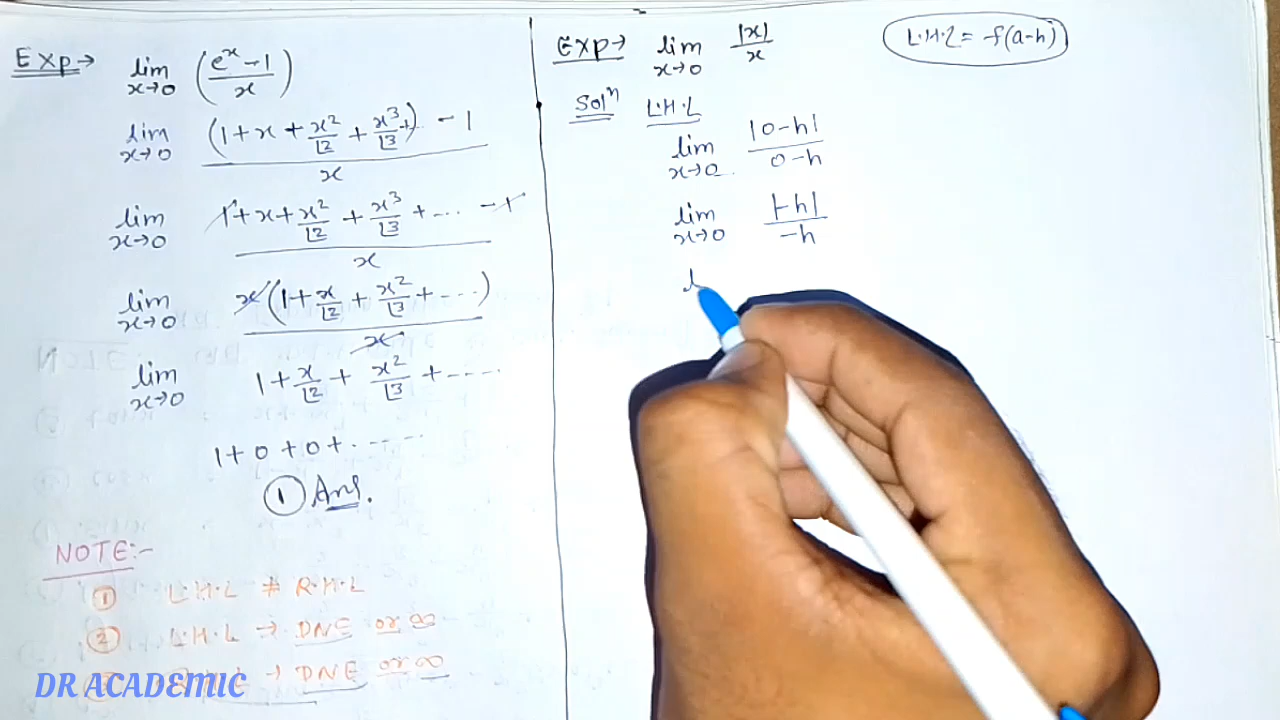 Exp→ lim x→0 (e^x - 1 / x)
lim x→0 (1 + x + x²/⌊2 + x³/⌊3 + ..) - 1 / x
lim x→0 1 + x + x²/⌊2 + x³/⌊3 + .... - 1 / x
lim x→0 x(1 + x/⌊2 + x²/⌊3 + ....) / x
lim x→0 1 + x/⌊2 + x²/⌊3 + .....
1 + 0 + 0 + ......
① Ans.
NOTE:-
① L.H.L ≠ R.H.L
② L.H.L → DNE or ∞
→ DNE or ∞
DR ACADEMIC
Exp→ lim x→0 |x| / x
L.H.L = f(a-h)
Solⁿ L.H.L
lim x→0 |0-h| / 0-h
lim x→0 |-h| / -h